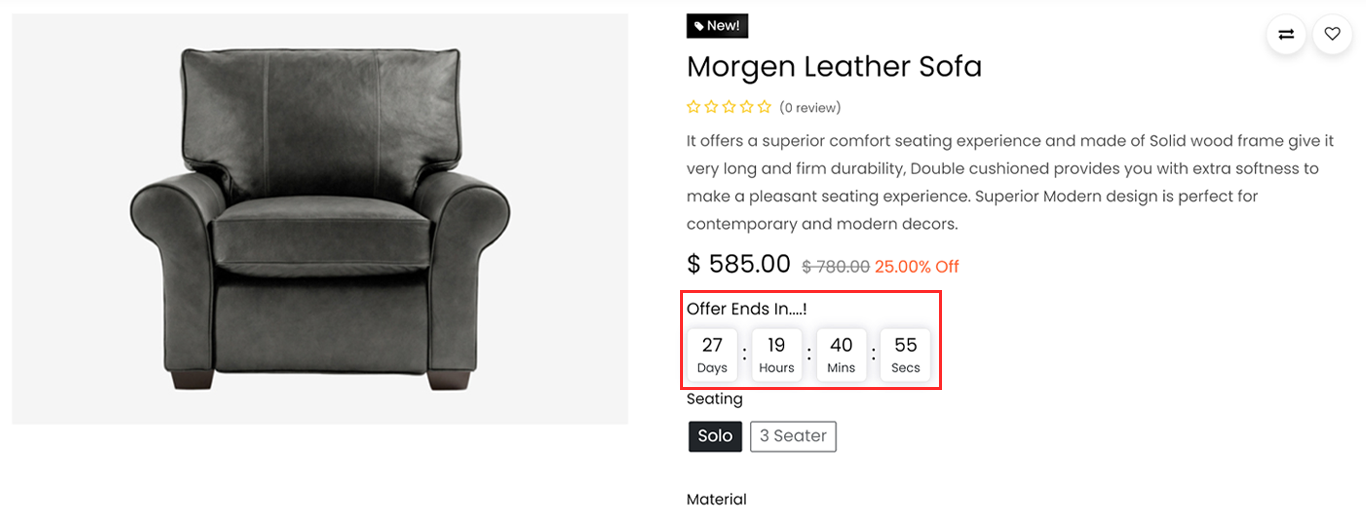 New!
Morgen Leather Sofa
(0 review)
It offers a superior comfort seating experience and made of Solid wood frame give it
very long and firm durability, Double cushioned provides you with extra softness to
make a pleasant seating experience. Superior Modern design is perfect for
contemporary and modern decors.
$ 585.00 $ 780.00 25.00% Off
Offer Ends In....!
27 : 19 : 40 : 55
Days Hours Mins Secs
Seating
Solo 3 Seater
Material